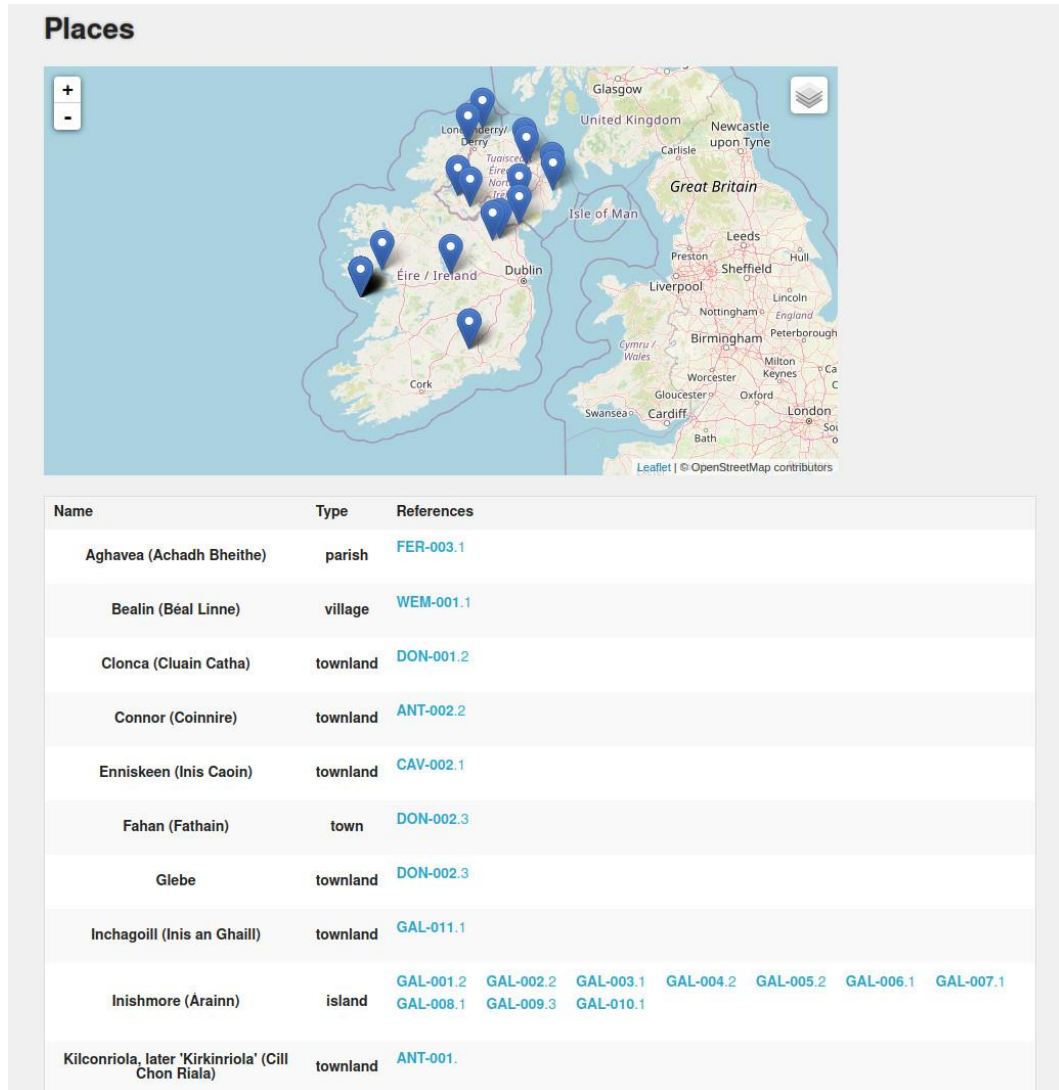 Places
+
-
Glasgow
United Kingdom
Newcastle
upon Tyne
Carlisle
Derry
Great Britain
Isle of Man
Leeds
Preston
Hull
Sheffield
Liverpool
Lincoln
Nottingham
England
Peterborough
Birmingham
Cymru /
Wales
Milton
Keynes
Worcester
Gloucester
Oxford
Swansea
Cardiff
London
Bath
Éire / Ireland
Dublin
Cork
Leaflet | © OpenStreetMap contributors
Name Type References
Aghavea (Achadh Bheithe) parish FER-003.1
Bealin (Béal Linne) village WEM-001.1
Clonca (Cluain Catha) townland DON-001.2
Connor (Coinnire) townland ANT-002.2
Enniskeen (Inis Caoin) townland CAV-002.1
Fahan (Fathain) town DON-002.3
Glebe townland DON-002.3
Inchagoill (Inis an Ghaill) townland GAL-011.1
Inishmore (Árainn) island GAL-001.2 GAL-002.2 GAL-003.1 GAL-004.2 GAL-005.2 GAL-006.1 GAL-007.1
GAL-008.1 GAL-009.3 GAL-010.1
Kilconriola, later 'Kirkinriola' (Cill
Chon Riala) townland ANT-001.